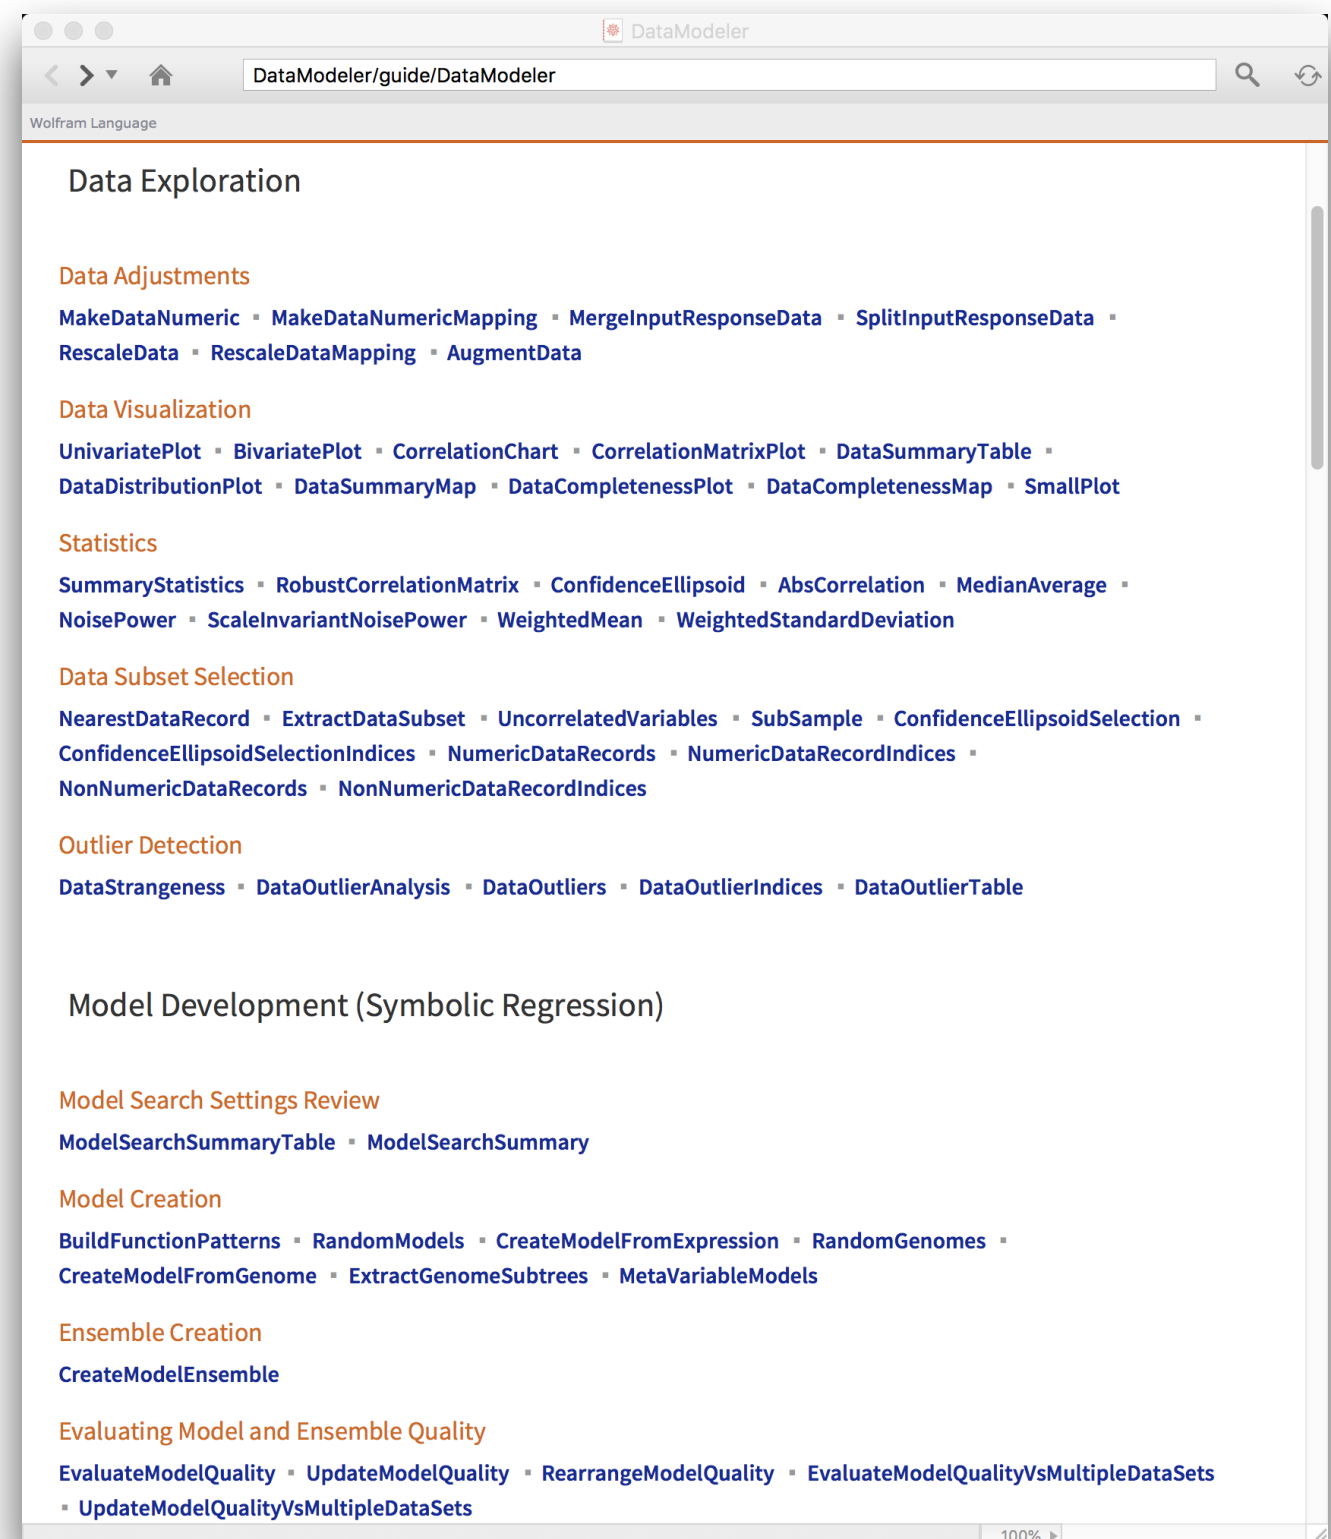 DataModeler
DataModeler/guide/DataModeler
Wolfram Language
Data Exploration
Data Adjustments
MakeDataNumeric ▪ MakeDataNumericMapping ▪ MergeInputResponseData ▪ SplitInputResponseData ▪
RescaleData ▪ RescaleDataMapping ▪ AugmentData
Data Visualization
UnivariatePlot ▪ BivariatePlot ▪ CorrelationChart ▪ CorrelationMatrixPlot ▪ DataSummaryTable ▪
DataDistributionPlot ▪ DataSummaryMap ▪ DataCompletenessPlot ▪ DataCompletenessMap ▪ SmallPlot
Statistics
SummaryStatistics ▪ RobustCorrelationMatrix ▪ ConfidenceEllipsoid ▪ AbsCorrelation ▪ MedianAverage ▪
NoisePower ▪ ScaleInvariantNoisePower ▪ WeightedMean ▪ WeightedStandardDeviation
Data Subset Selection
NearestDataRecord ▪ ExtractDataSubset ▪ UncorrelatedVariables ▪ SubSample ▪ ConfidenceEllipsoidSelection ▪
ConfidenceEllipsoidSelectionIndices ▪ NumericDataRecords ▪ NumericDataRecordIndices ▪
NonNumericDataRecords ▪ NonNumericDataRecordIndices
Outlier Detection
DataStrangeness ▪ DataOutlierAnalysis ▪ DataOutliers ▪ DataOutlierIndices ▪ DataOutlierTable
Model Development (Symbolic Regression)
Model Search Settings Review
ModelSearchSummaryTable ▪ ModelSearchSummary
Model Creation
BuildFunctionPatterns ▪ RandomModels ▪ CreateModelFromExpression ▪ RandomGenomes ▪
CreateModelFromGenome ▪ ExtractGenomeSubtrees ▪ MetaVariableModels
Ensemble Creation
CreateModelEnsemble
Evaluating Model and Ensemble Quality
EvaluateModelQuality ▪ UpdateModelQuality ▪ RearrangeModelQuality ▪ EvaluateModelQualityVsMultipleDataSets
▪ UpdateModelQualityVsMultipleDataSets
100%